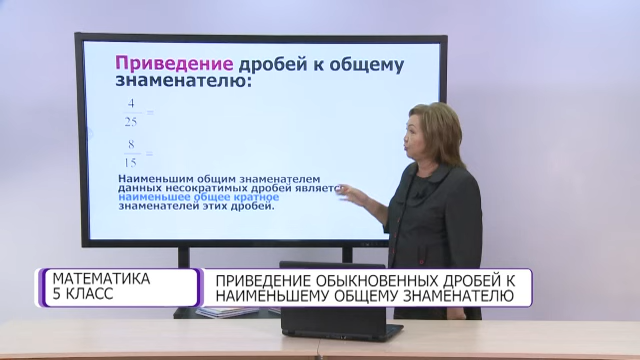 Приведение дробей к общему
знаменателю:
4
25 =
8
15 =
Наименьшим общим знаменателем
данных несократимых дробей являетс
наименьшее общее кратное
знаменателей этих дробей.
МАТЕМАТИКА
5 КЛАСС
ПРИВЕДЕНИЕ ОБЫКНОВЕННЫХ ДРОБЕЙ К
НАИМЕНЬШЕМУ ОБЩЕМУ ЗНАМЕНАТЕЛЮ